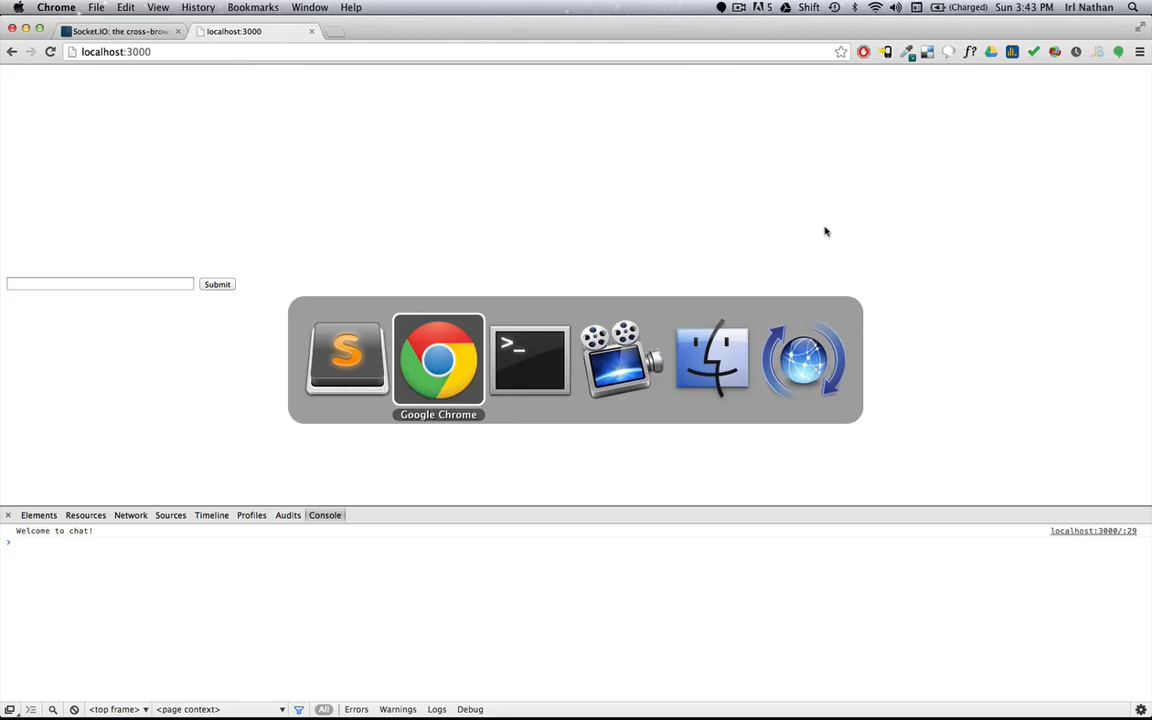 Chrome File Edit View History Bookmarks Window Help 5 Shift (Charged) Sun 3:43 PM Irl Nathan
Socket.IO: the cross-brow localhost:3000
localhost:3000 f?
Submit
S >_
Google Chrome
Elements Resources Network Sources Timeline Profiles Audits Console
Welcome to chat! localhost:3000/:29
>
<top frame> <page context> All Errors Warnings Logs Debug